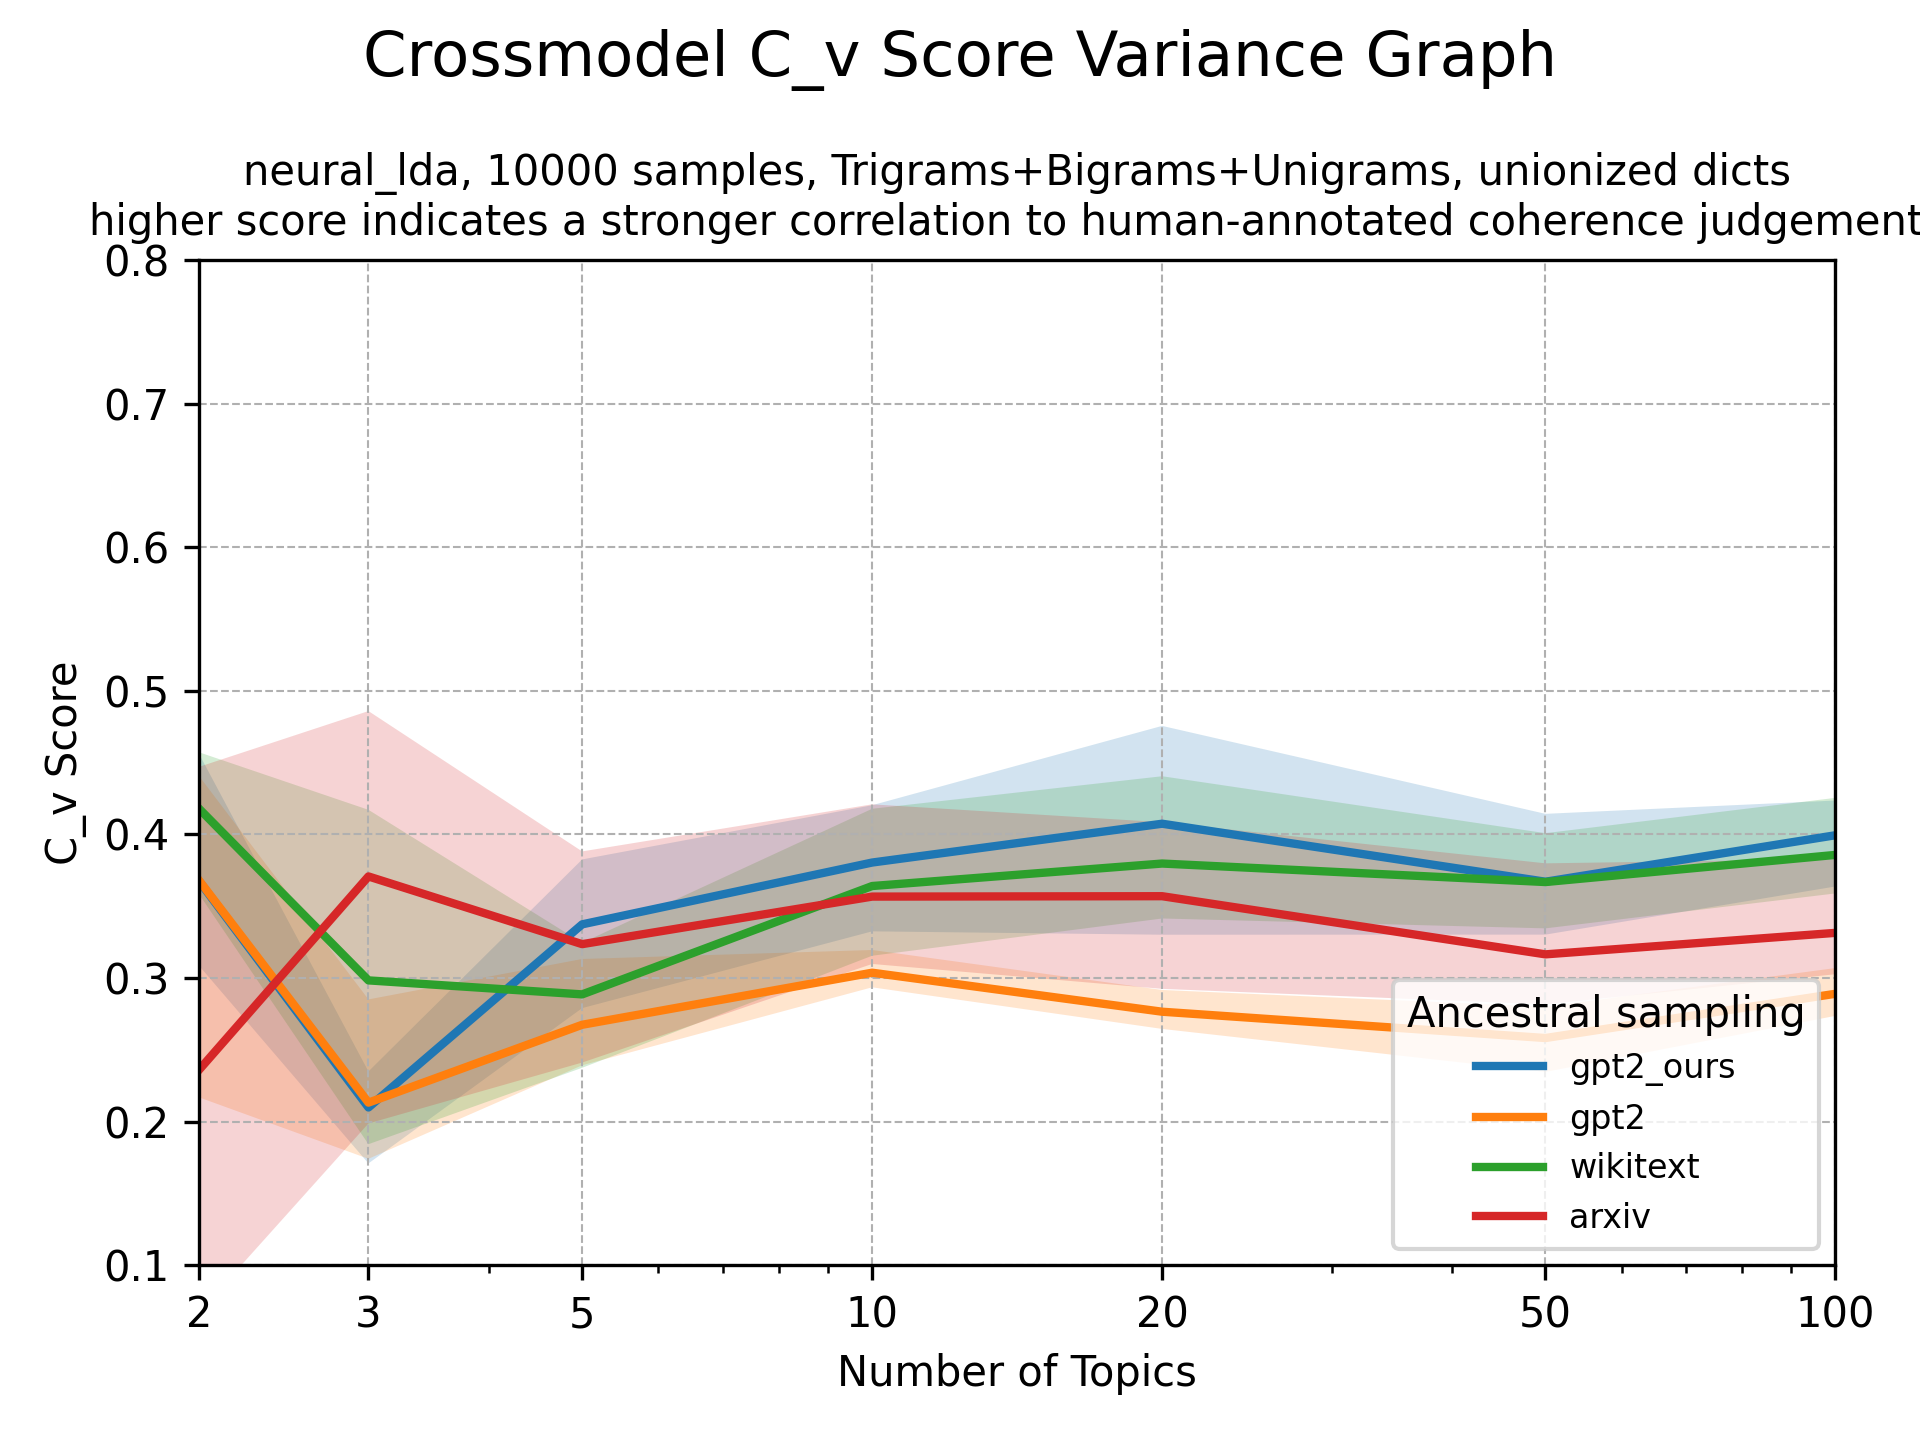 Crossmodel C_v Score Variance Graph
neural_lda, 10000 samples, Trigrams+Bigrams+Unigrams, unionized dicts
higher score indicates a stronger correlation to human-annotated coherence judgement
0.8
0.7
0.6
0.5
0.4
0.3
0.2
0.1
C_v Score
Ancestral sampling
gpt2_ours
gpt2
wikitext
arxiv
2 3 5 10 20 50 100
Number of Topics